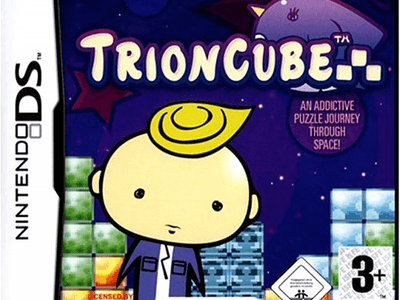 NINTENDO DS
TM
TRIONCUBE
AN ADDICTIVE
PUZZLE JOURNEY
THROUGH
SPACE!
LICENSED BY
3+